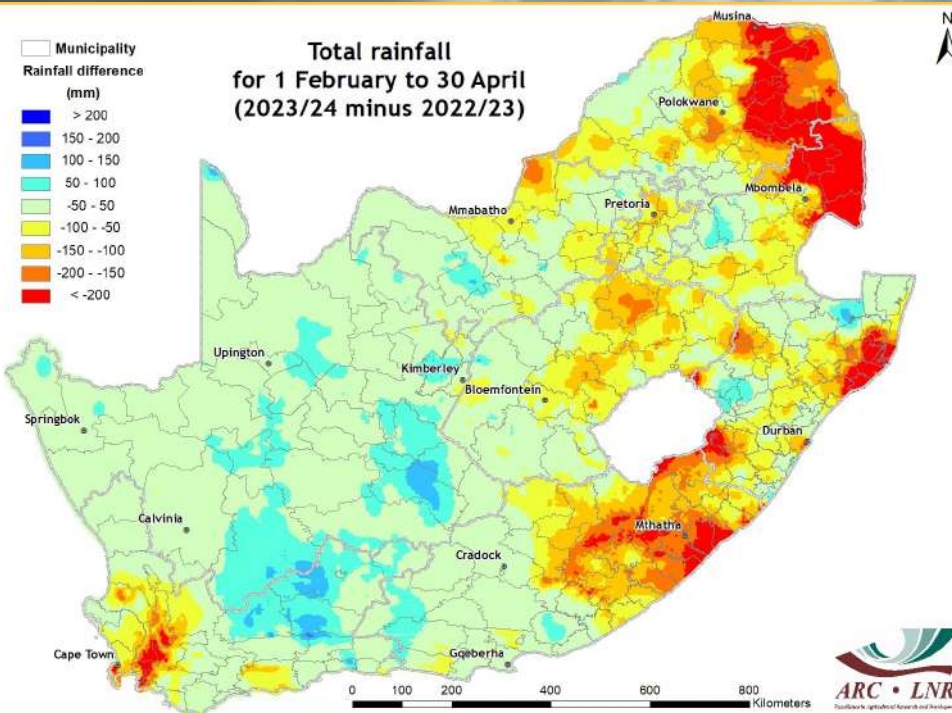 Total rainfall
for 1 February to 30 April
(2023/24 minus 2022/23)
Municipality
Rainfall difference
(mm)
> 200
150 - 200
100 - 150
50 - 100
-50 - 50
-100 - -50
-150 - -100
-200 - -150
< -200
N
Musina
Polokwane
Mbombela
Pretoria
Mmabatho
Upington
Kimberley
Bloemfontein
Springbok
Durban
Calvinia
Mthatha
Cradock
Cape Town
Gqeberha
0 100 200 400 600 800
Kilometers
ARC • LNR